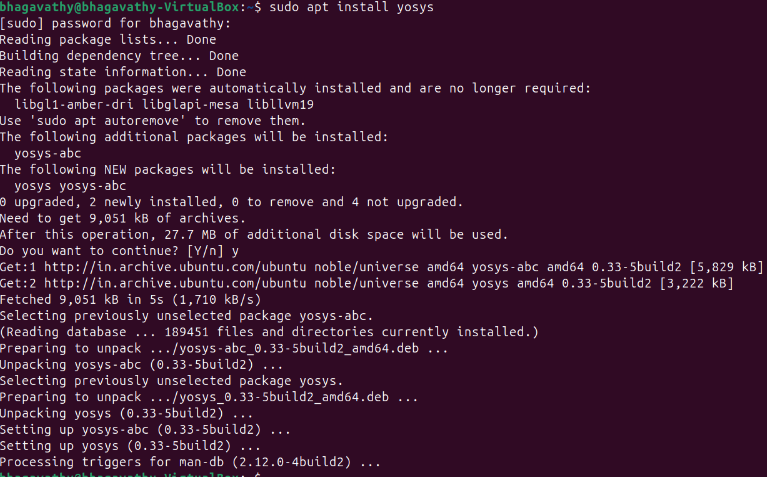 bhagavathy@bhagavathy-VirtualBox:~$ sudo apt install yosys
[sudo] password for bhagavathy:
Reading package lists... Done
Building dependency tree... Done
Reading state information... Done
The following packages were automatically installed and are no longer required:
  libgl1-amber-dri libglapi-mesa libllvm19
Use 'sudo apt autoremove' to remove them.
The following additional packages will be installed:
  yosys-abc
The following NEW packages will be installed:
  yosys yosys-abc
0 upgraded, 2 newly installed, 0 to remove and 4 not upgraded.
Need to get 9,051 kB of archives.
After this operation, 27.7 MB of additional disk space will be used.
Do you want to continue? [Y/n] y
Get:1 http://in.archive.ubuntu.com/ubuntu noble/universe amd64 yosys-abc amd64 0.33-5build2 [5,829 kB]
Get:2 http://in.archive.ubuntu.com/ubuntu noble/universe amd64 yosys amd64 0.33-5build2 [3,222 kB]
Fetched 9,051 kB in 5s (1,710 kB/s)
Selecting previously unselected package yosys-abc.
(Reading database ... 189451 files and directories currently installed.)
Preparing to unpack .../yosys-abc_0.33-5build2_amd64.deb ...
Unpacking yosys-abc (0.33-5build2) ...
Selecting previously unselected package yosys.
Preparing to unpack .../yosys_0.33-5build2_amd64.deb ...
Unpacking yosys (0.33-5build2) ...
Setting up yosys-abc (0.33-5build2) ...
Setting up yosys (0.33-5build2) ...
Processing triggers for man-db (2.12.0-4build2) ...
bhagavathy@bhagavathy-VirtualBox:~$